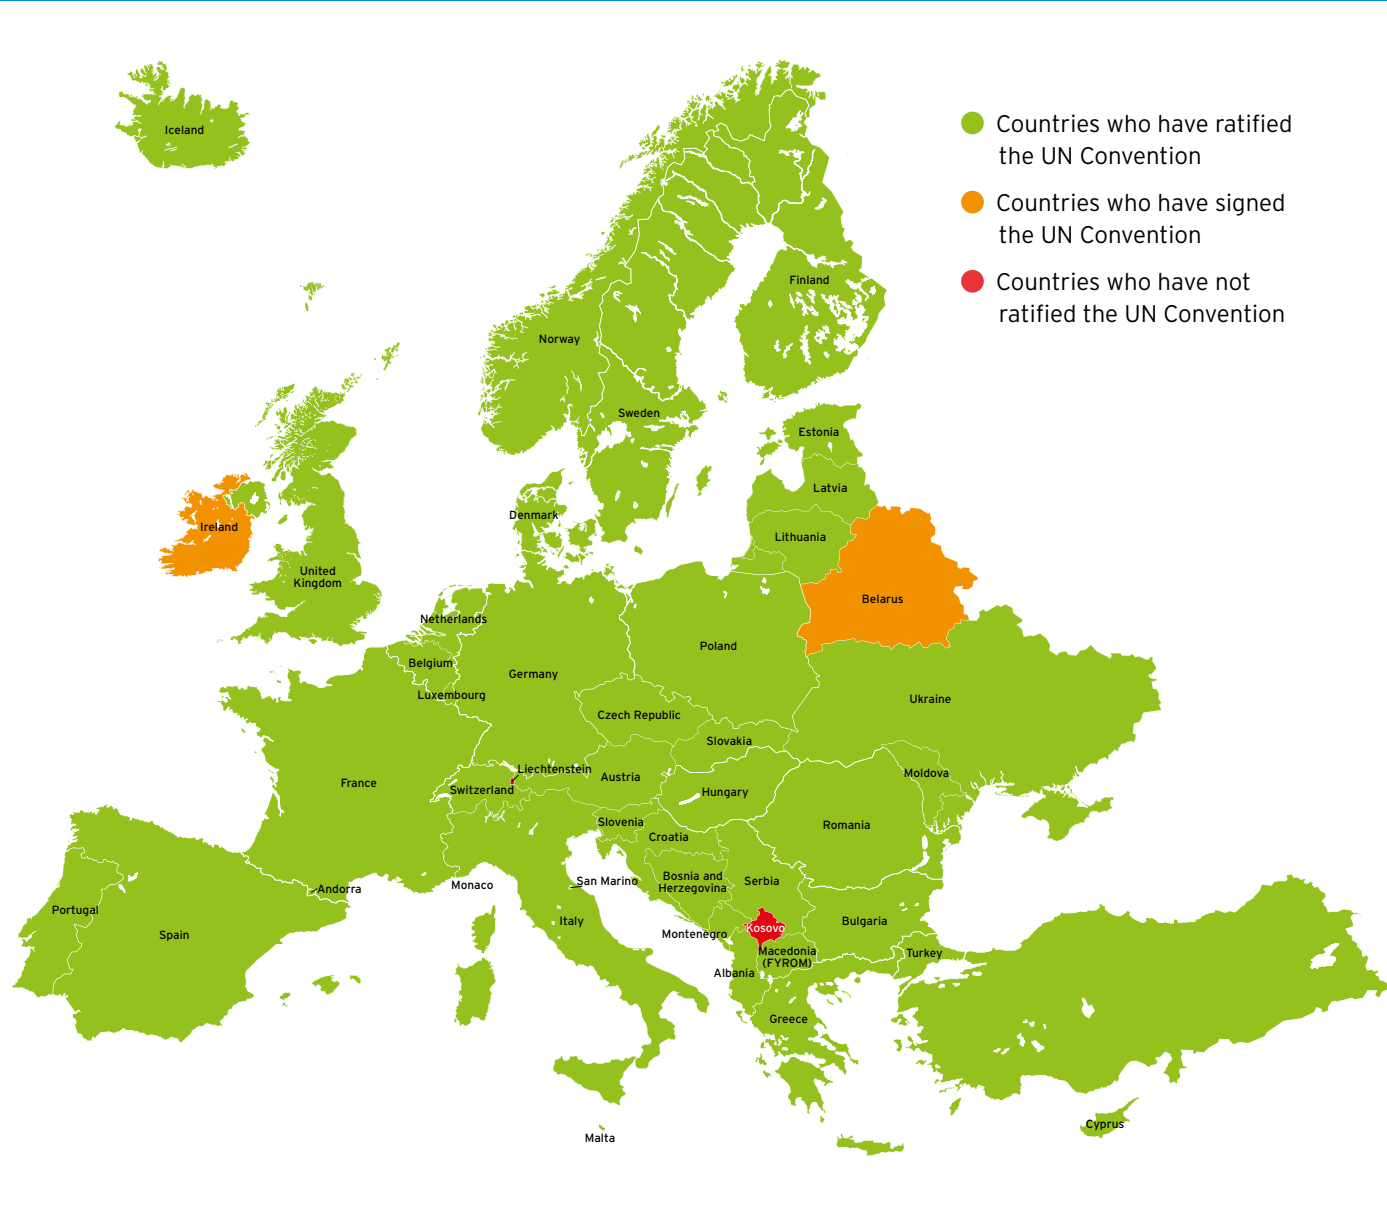 Iceland
Countries who have ratified
the UN Convention
Countries who have signed
the UN Convention
Countries who have not
ratified the UN Convention
Finland
Norway
Sweden
Estonia
Latvia
Denmark
Ireland
Lithuania
United
Kingdom
Belarus
Netherlands
Poland
Belgium
Germany
Luxembourg
Ukraine
Czech Republic
Slovakia
Liechtenstein
Moldova
Austria
France
Switzerland
Hungary
Slovenia
Romania
Croatia
Bosnia and
Herzegovina
Serbia
San Marino
Monaco
Andorra
Portugal
Spain
Italy
Bulgaria
Kosovo
Montenegro
Macedonia
(FYROM)
Turkey
Albania
Greece
Cyprus
Malta